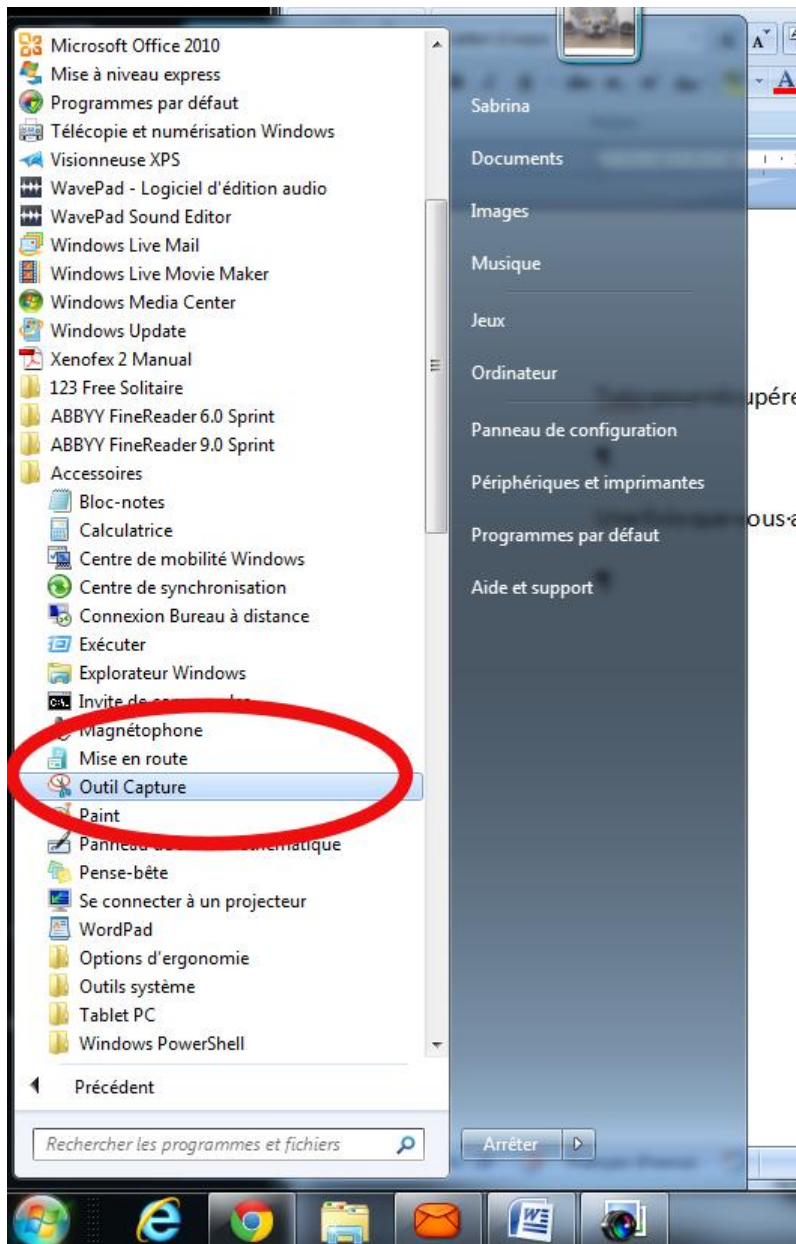 Microsoft Office 2010
Mise à niveau express
Programmes par défaut
Télécopie et numérisation Windows
Visionneuse XPS
WavePad - Logiciel d'édition audio
WavePad Sound Editor
Windows Live Mail
Windows Live Movie Maker
Windows Media Center
Windows Update
Xenofex 2 Manual
123 Free Solitaire
ABBYY FineReader 6.0 Sprint
ABBYY FineReader 9.0 Sprint
Accessoires
Bloc-notes
Calculatrice
Centre de mobilité Windows
Centre de synchronisation
Connexion Bureau à distance
Exécuter
Explorateur Windows
Invite de
Magnétophone
Mise en route
Outil Capture
Paint
Panneau
Pense-bête
Se connecter à un projecteur
WordPad
Options d'ergonomie
Outils système
Tablet PC
Windows PowerShell
Précédent
Rechercher les programmes et fichiers
Sabrina
Documents
Images
Musique
Jeux
Ordinateur
Panneau de configuration
Périphériques et imprimantes
Programmes par défaut
Aide et support
Arrêter